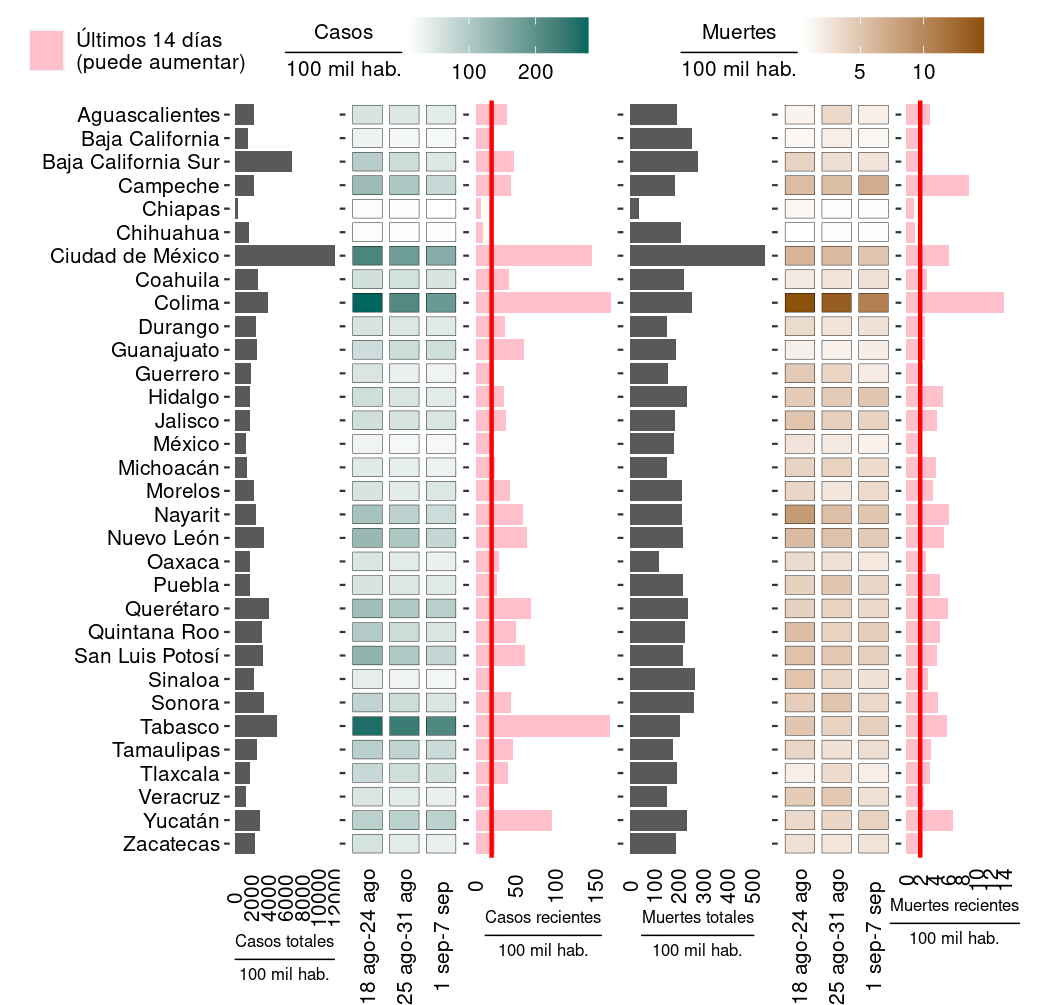 Últimos 14 días
(puede aumentar)
Casos
100 mil hab.
100 200
Muertes
100 mil hab.
5 10
Aguascalientes
Baja California
Baja California Sur
Campeche
Chiapas
Chihuahua
Ciudad de México
Coahuila
Colima
Durango
Guanajuato
Guerrero
Hidalgo
Jalisco
México
Michoacán
Morelos
Nayarit
Nuevo León
Oaxaca
Puebla
Querétaro
Quintana Roo
San Luis Potosí
Sinaloa
Sonora
Tabasco
Tamaulipas
Tlaxcala
Veracruz
Yucatán
Zacatecas
0 2000 4000 6000 8000 10000 12000
Casos totales
100 mil hab.
18 ago-24 ago
25 ago-31 ago
1 sep-7 sep
0 50 100 150
Casos recientes
100 mil hab.
0 100 200 300 400 500
Muertes totales
100 mil hab.
18 ago-24 ago
25 ago-31 ago
1 sep-7 sep
0 2 4 6 8 10 12 14
Muertes recientes
100 mil hab.